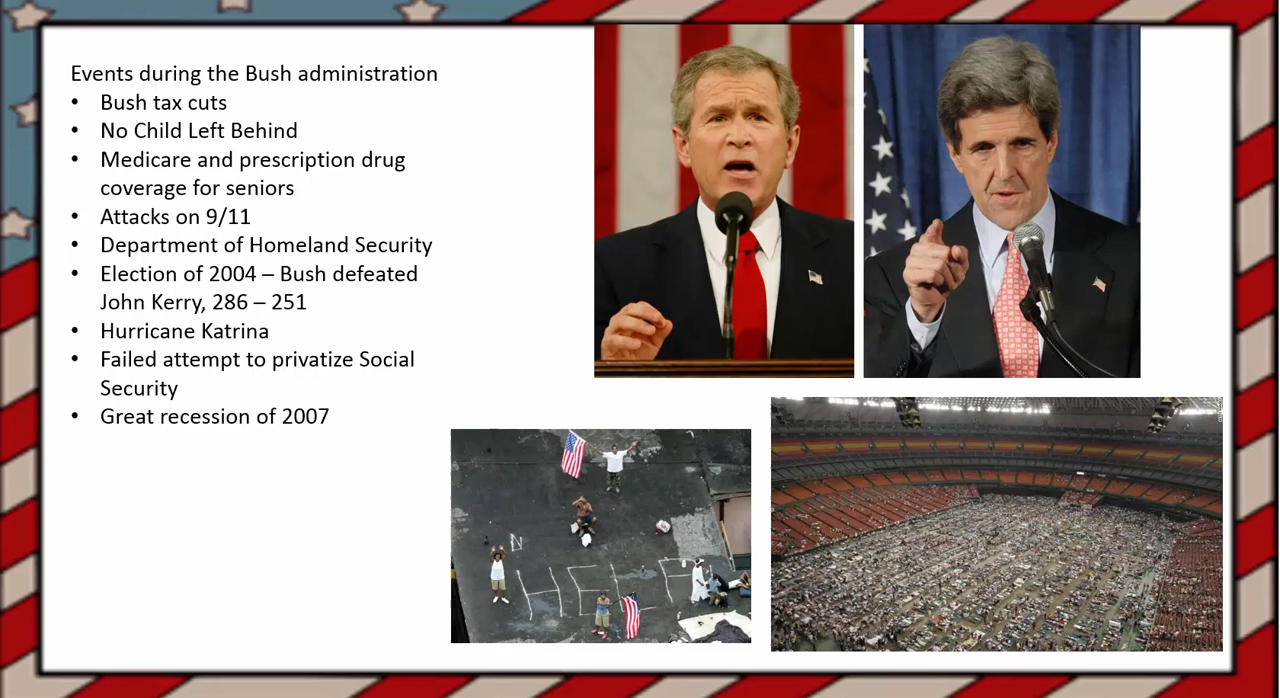 Events during the Bush administration
• Bush tax cuts
• No Child Left Behind
• Medicare and prescription drug
coverage for seniors
• Attacks on 9/11
• Department of Homeland Security
• Election of 2004 – Bush defeated
John Kerry, 286 – 251
• Hurricane Katrina
• Failed attempt to privatize Social
Security
• Great recession of 2007
HELP